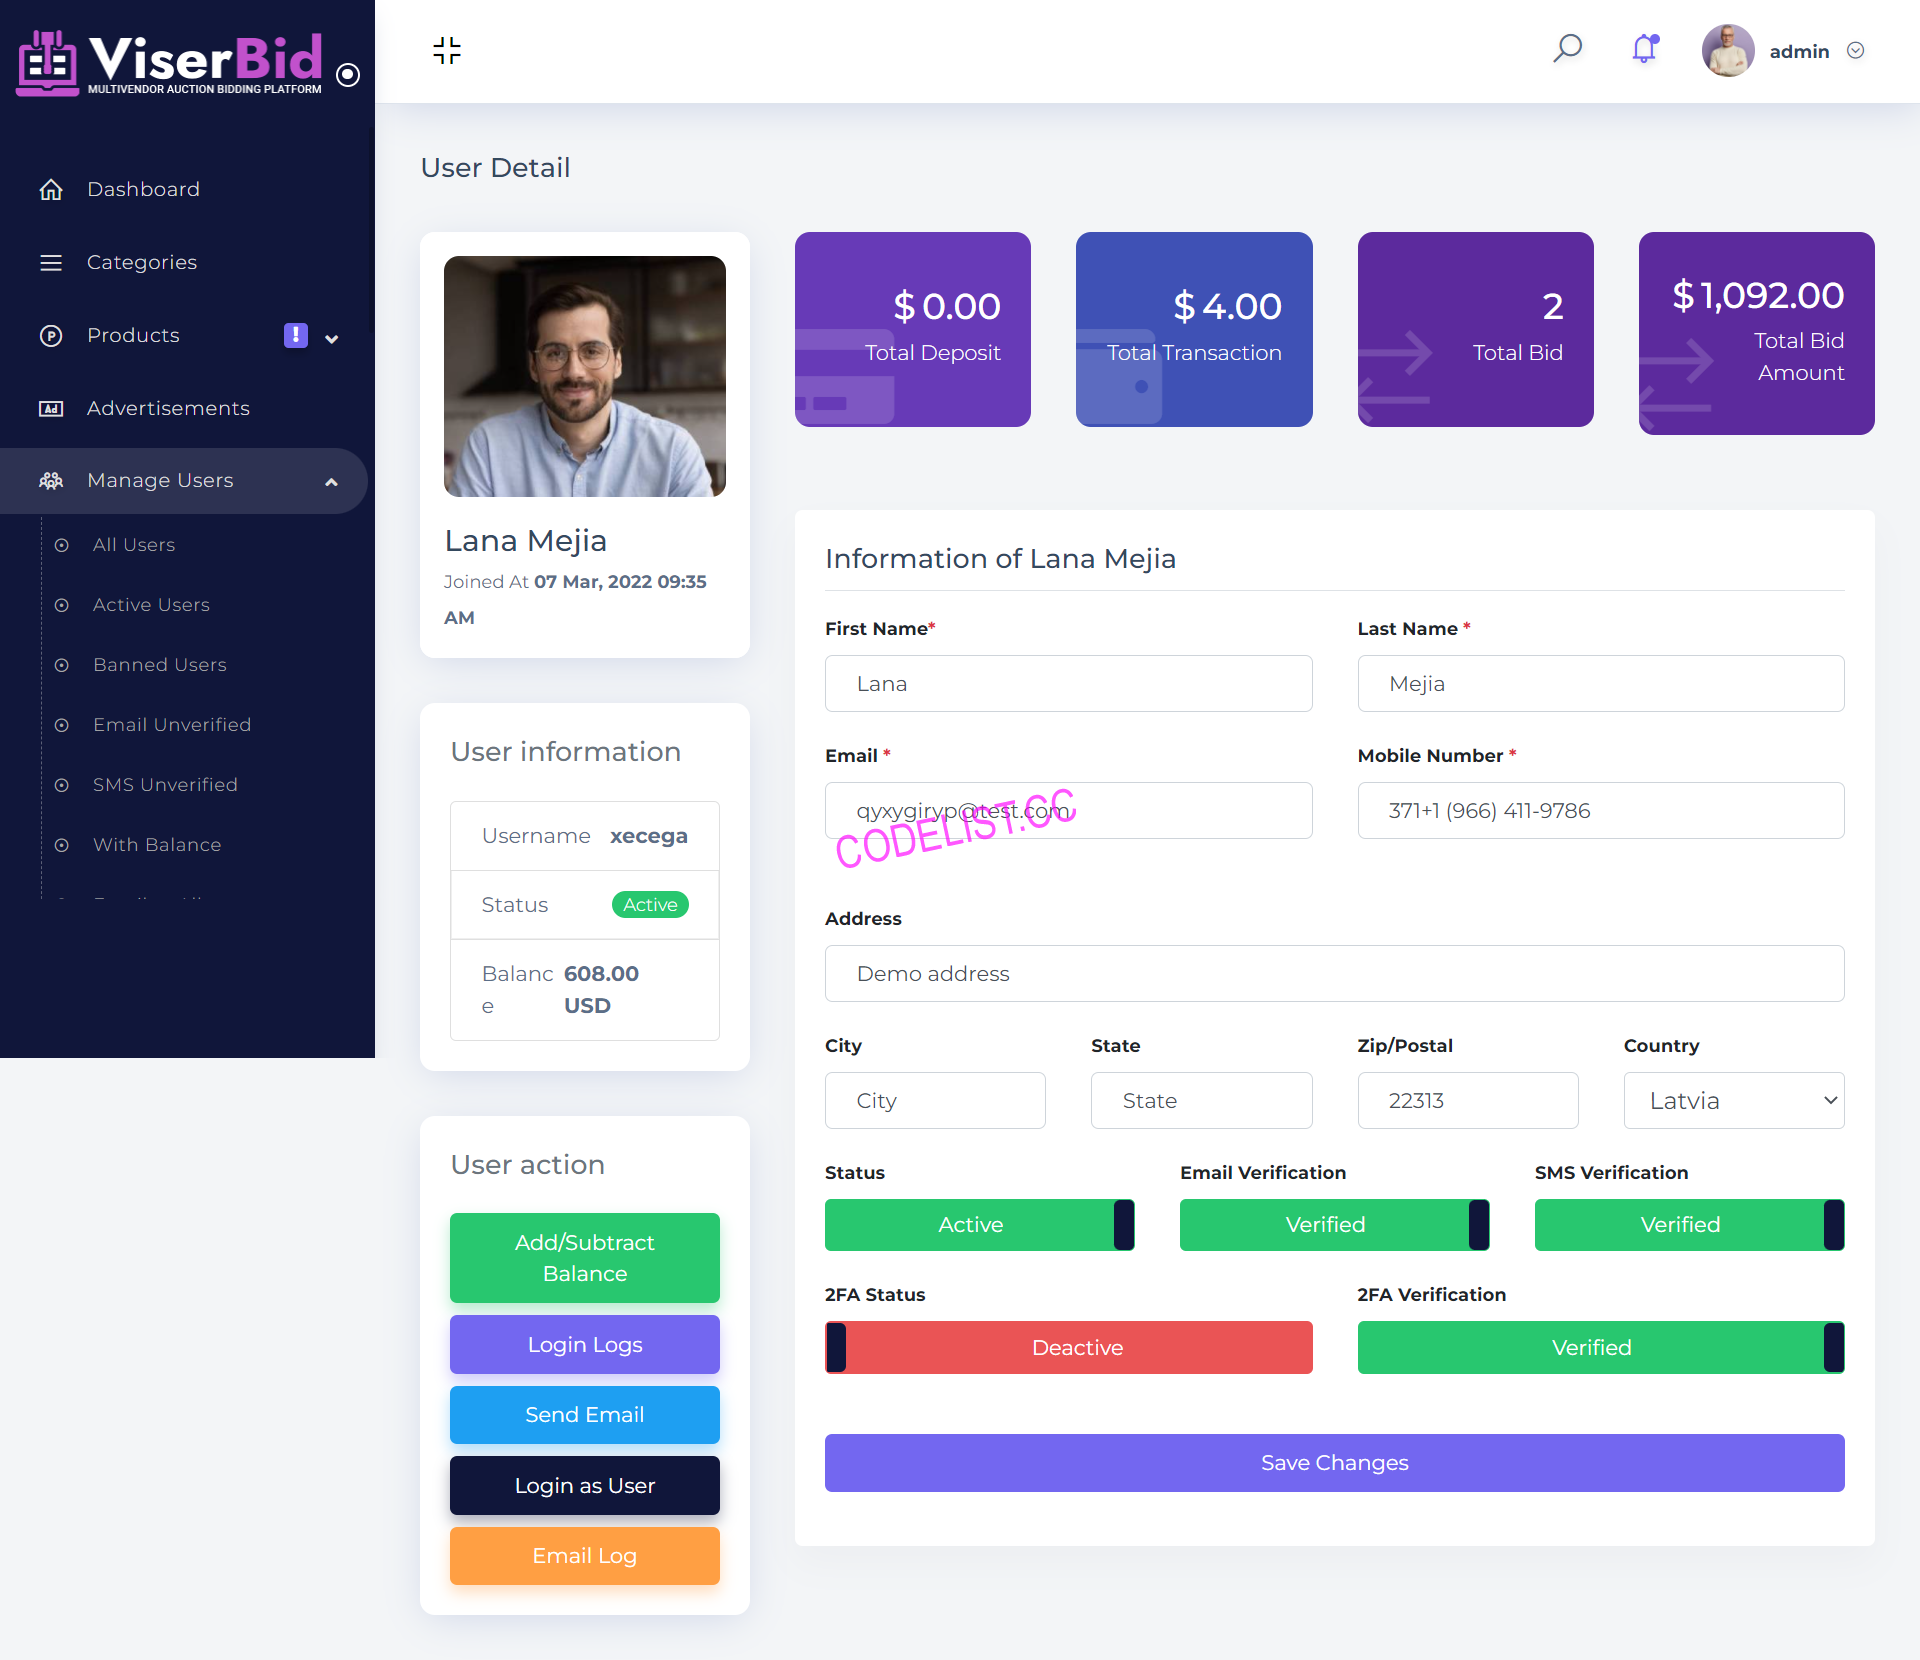 ViserBid
MULTIVENDOR AUCTION BIDDING PLATFORM
admin
Dashboard
Categories
Products
!
Advertisements
Ad
Manage Users
All Users
Active Users
Banned Users
Email Unverified
SMS Unverified
With Balance
User Detail
Lana Mejia
Joined At 07 Mar, 2022 09:35
AM
$ 0.00
Total Deposit
$ 4.00
Total Transaction
2
Total Bid
$ 1,092.00
Total Bid
Amount
User information
Username xecega
Status Active
Balanc 608.00
e USD
User action
Add/Subtract
Balance
Login Logs
Send Email
Login as User
Email Log
Information of Lana Mejia
First Name*
Last Name *
Lana
Mejia
Email *
Mobile Number *
qyxygiryp@test.com
371+1 (966) 411-9786
CODELIST.CC
Address
Demo address
City
State
Zip/Postal
Country
City
State
22313
Latvia
Status
Email Verification
SMS Verification
Active
Verified
Verified
2FA Status
2FA Verification
Deactive
Verified
Save Changes